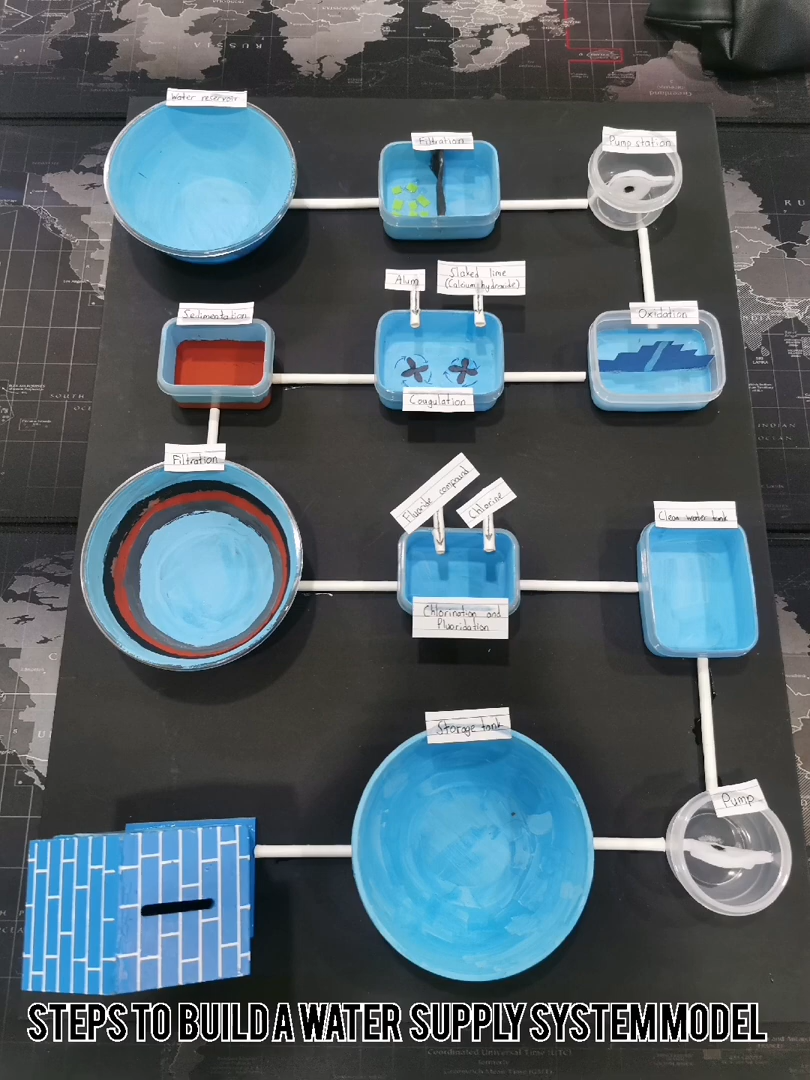 Water reservoir
Filtration
Pump station
Alum
Slaked lime
(Calcium hydroxide)
Sedimentation
Oxidation
Coagulation
Filtration
Fluoride compound
Chlorine
Clean water tank
Chlorination and
Fluoridation
Storage tank
Pump
STEPS TO BUILD A WATER SUPPLY SYSTEM MODEL